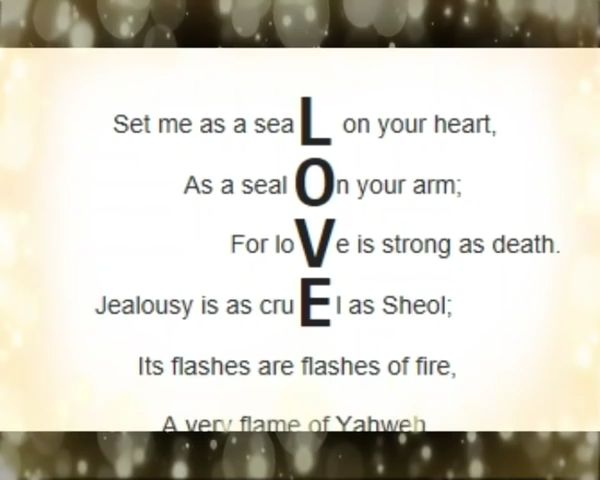 Set me as a seaL on your heart,
As a seal On your arm;
For loVe is strong as death.
Jealousy is as cruEl as Sheol;
Its flashes are flashes of fire,
A very flame of Yahweh